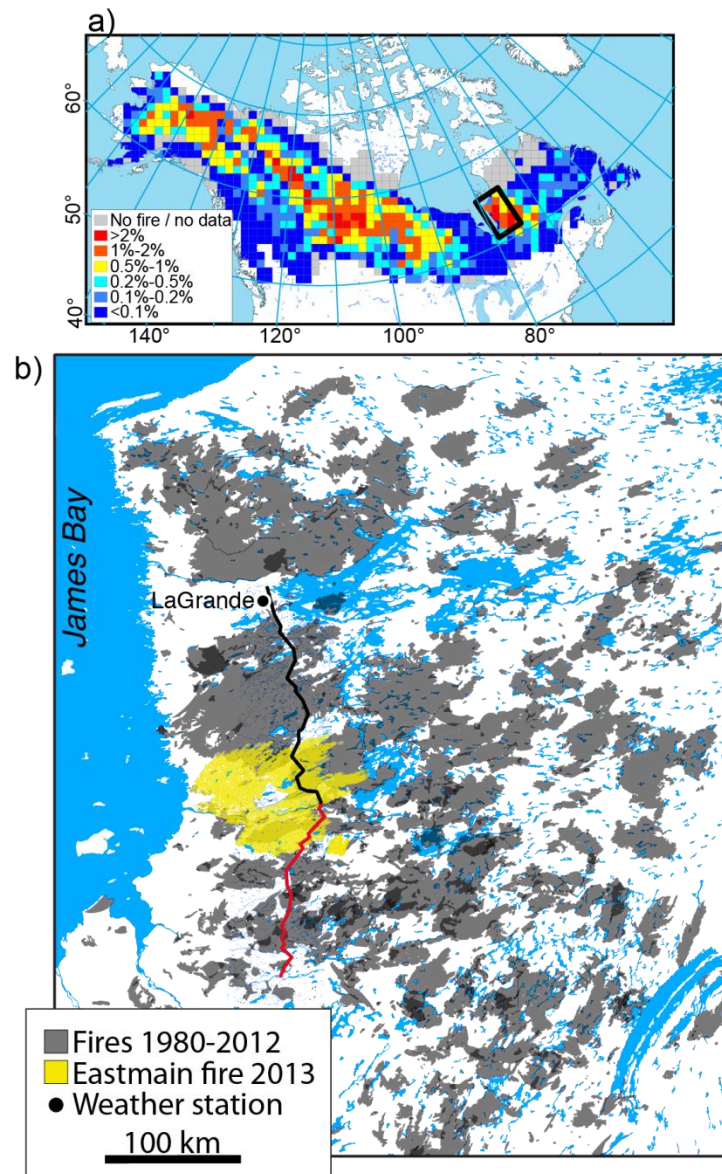 a)
60°
50°
40°
No fire / no data
>2%
1%-2%
0.5%-1%
0.2%-0.5%
0.1%-0.2%
<0.1%
140° 120° 100° 80°
b)
James Bay
LaGrande
Fires 1980-2012
Eastmain fire 2013
Weather station
100 km